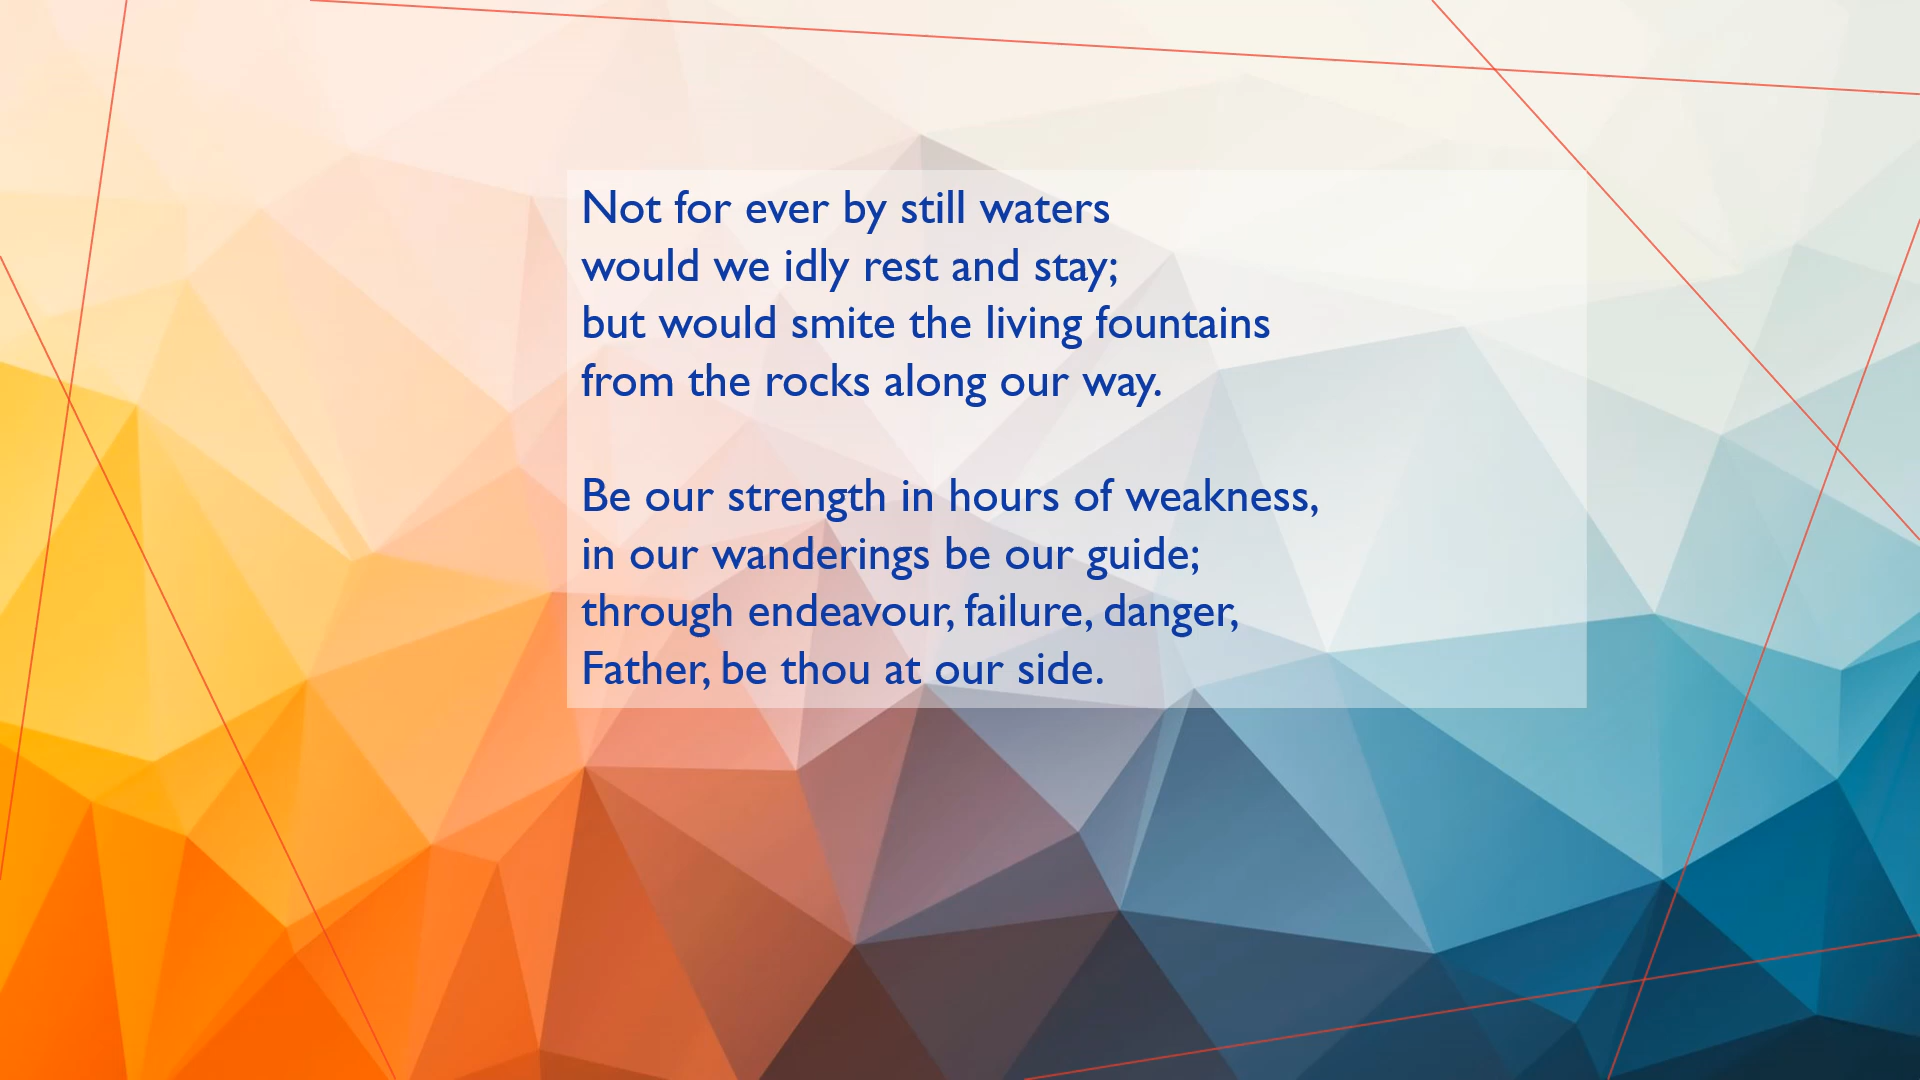 Not for ever by still waters
would we idly rest and stay;
but would smite the living fountains
from the rocks along our way.

Be our strength in hours of weakness,
in our wanderings be our guide;
through endeavour, failure, danger,
Father, be thou at our side.